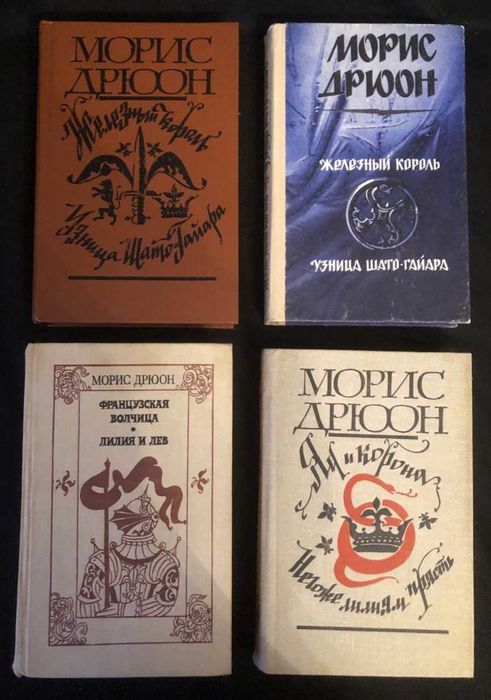 МОРИС
ДРЮОН
Железный король
Узница Шато-Гайара
МОРИС
ДРЮОН
ЖЕЛЕЗНЫЙ КОРОЛЬ
УЗНИЦА ШАТО-ГАЙАРА
МОРИС ДРЮОН
ФРАНЦУЗСКАЯ
ВОЛЧИЦА
ЛИЛИЯ И ЛЕВ
МОРИС
ДРЮОН
Яд и корона
Негоже лилиям прясть